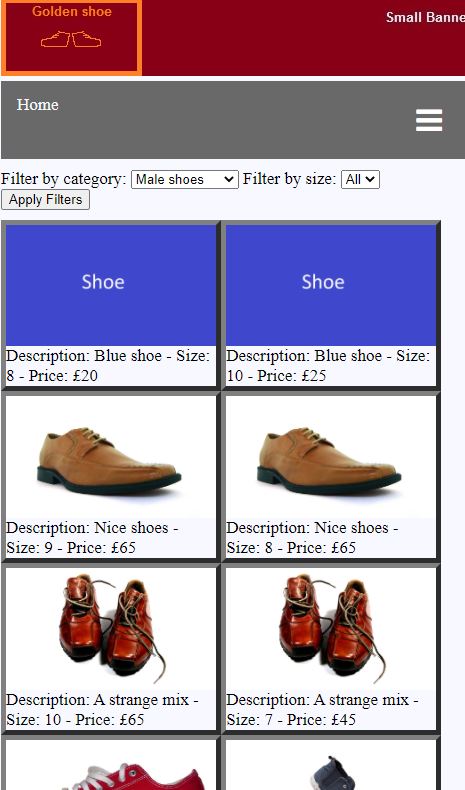 Golden shoe
Small Banne
Home
Filter by category: Male shoes Filter by size: All
Apply Filters
Shoe
Shoe
Description: Blue shoe - Size:
8 - Price: £20
Description: Blue shoe - Size:
10 - Price: £25
Description: Nice shoes -
Size: 9 - Price: £65
Description: Nice shoes -
Size: 8 - Price: £65
Description: A strange mix -
Size: 10 - Price: £65
Description: A strange mix -
Size: 7 - Price: £45